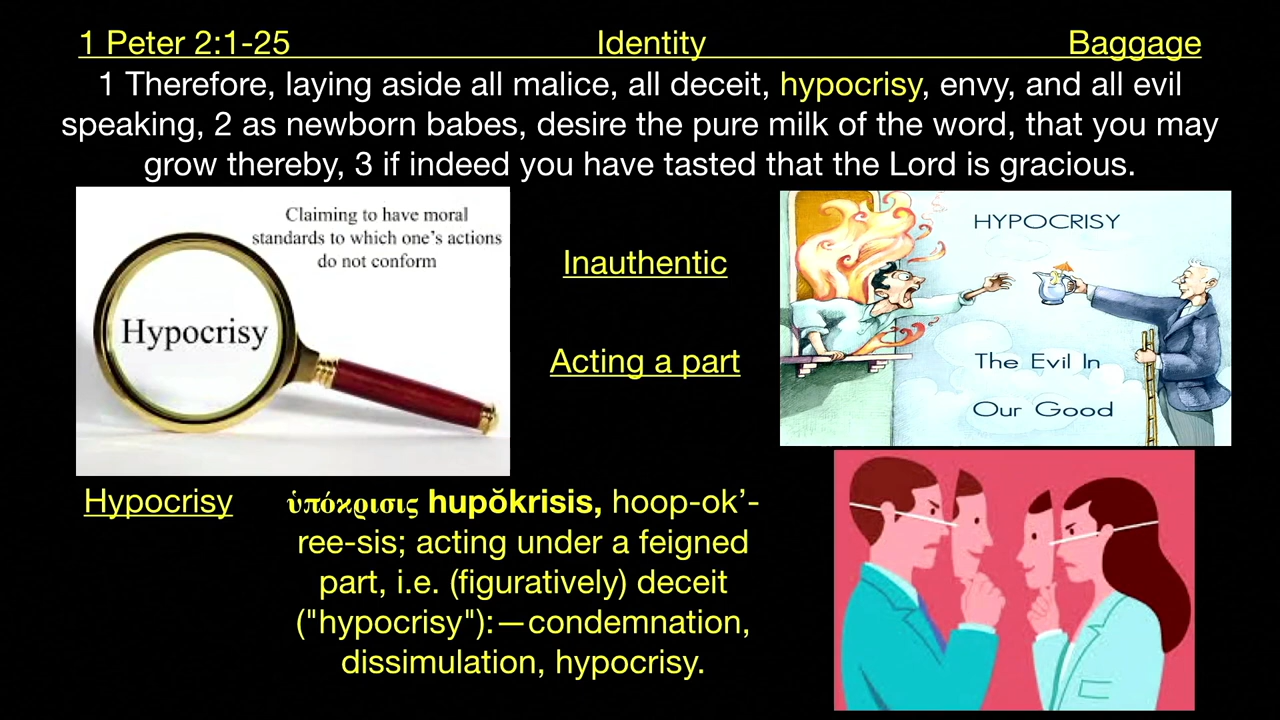 1 Peter 2:1-25 Identity Baggage
1 Therefore, laying aside all malice, all deceit, hypocrisy, envy, and all evil
speaking, 2 as newborn babes, desire the pure milk of the word, that you may
grow thereby, 3 if indeed you have tasted that the Lord is gracious.
Claiming to have moral
standards to which one’s actions
do not conform
Hypocrisy
Inauthentic
Acting a part
HYPOCRISY
The Evil In
Our Good
Hypocrisy
ὑπόκρισις hupŏkrisis, hoop-ok’-
ree-sis; acting under a feigned
part, i.e. (figuratively) deceit
("hypocrisy"):—condemnation,
dissimulation, hypocrisy.